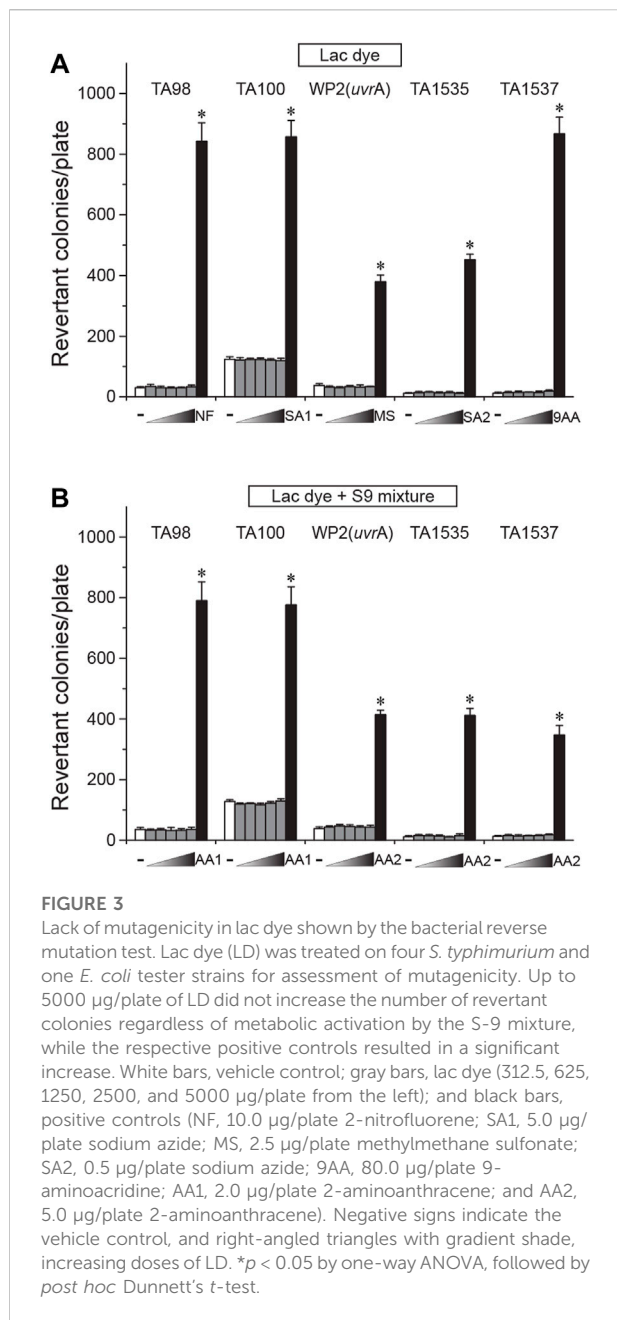 A
Lac dye
TA98 TA100 WP2(uvrA) TA1535 TA1537
1000
800
600
400
200
0
Revertant colonies/plate
* * * * *
- NF - SA1 - MS - SA2 - 9AA
B
Lac dye + S9 mixture
TA98 TA100 WP2(uvrA) TA1535 TA1537
1000
800
600
400
200
0
Revertant colonies/plate
* * * * *
- AA1 - AA1 - AA2 - AA2 - AA2
FIGURE 3
Lack of mutagenicity in lac dye shown by the bacterial reverse
mutation test. Lac dye (LD) was treated on four S. typhimurium and
one E. coli tester strains for assessment of mutagenicity. Up to
5000 µg/plate of LD did not increase the number of revertant
colonies regardless of metabolic activation by the S-9 mixture,
while the respective positive controls resulted in a significant
increase. White bars, vehicle control; gray bars, lac dye (312.5, 625,
1250, 2500, and 5000 µg/plate from the left); and black bars,
positive controls (NF, 10.0 µg/plate 2-nitrofluorene; SA1, 5.0 µg/
plate sodium azide; MS, 2.5 µg/plate methylmethane sulfonate;
SA2, 0.5 µg/plate sodium azide; 9AA, 80.0 µg/plate 9-
aminoacridine; AA1, 2.0 µg/plate 2-aminoanthracene; and AA2,
5.0 µg/plate 2-aminoanthracene). Negative signs indicate the
vehicle control, and right-angled triangles with gradient shade,
increasing doses of LD. *p < 0.05 by one-way ANOVA, followed by
post hoc Dunnett's t-test.